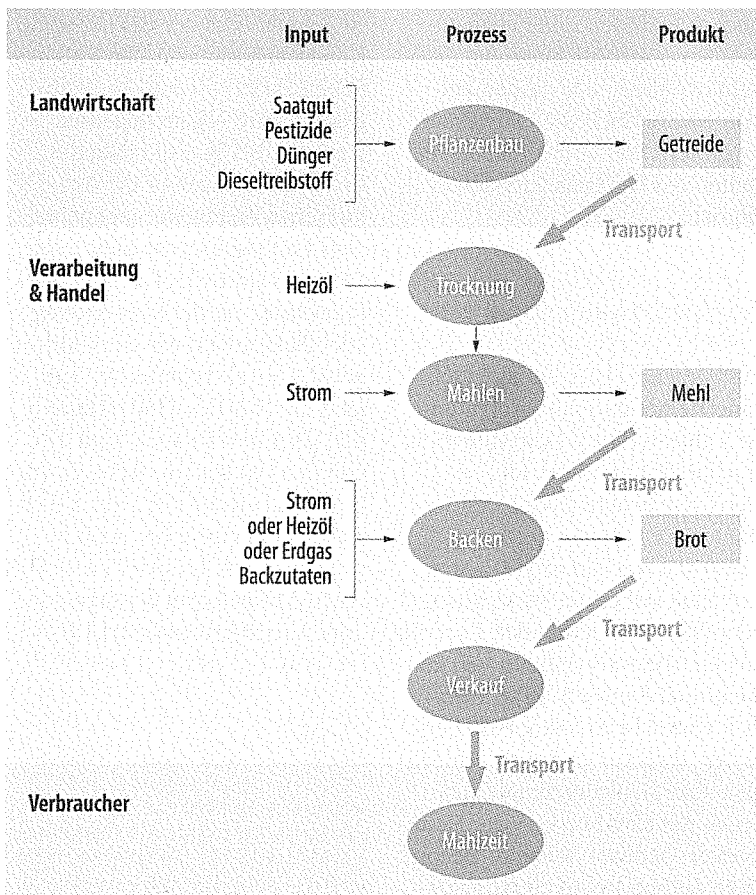 Input Prozess Produkt
Landwirtschaft
Saatgut
Pestizide
Dünger
Dieseltreibstoff
Pflanzenbau
Getreide
Transport
Verarbeitung
& Handel
Heizöl
Trocknung
Strom
Mahlen
Mehl
Transport
Strom
oder Heizöl
oder Erdgas
Backzutaten
Backen
Brot
Transport
Verkauf
Transport
Verbraucher
Mahlzeit